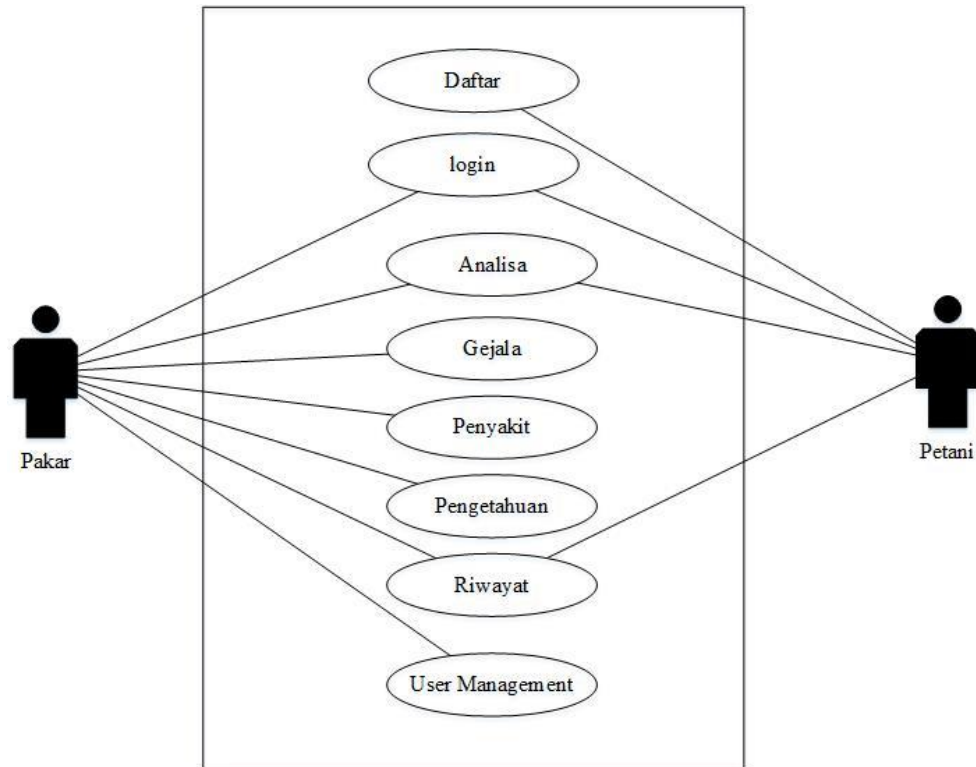 Daftar
login
Analisa
Gejala
Penyakit
Pengetahuan
Riwayat
User Management
Pakar
Petani